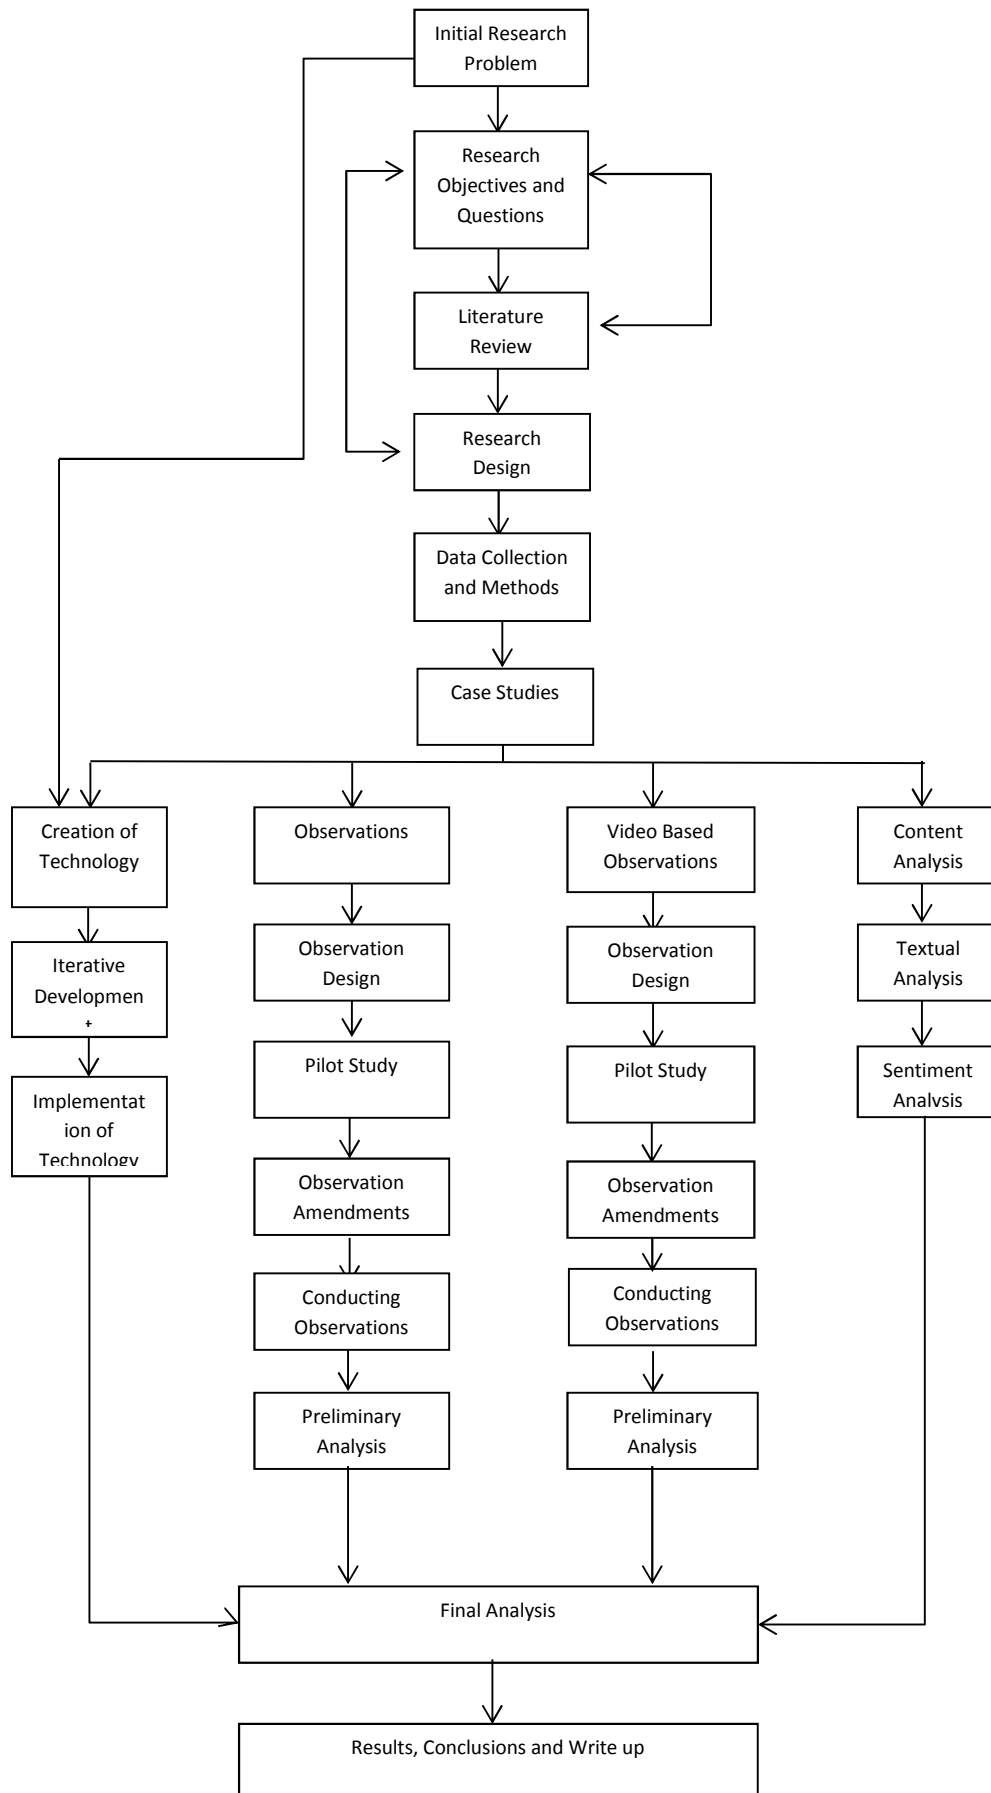 Initial Research
Problem
Research
Objectives and
Questions
Literature
Review
Research
Design
Data Collection
and Methods
Case Studies
Creation of
Technology
Observations
Video Based
Observations
Content
Analysis
Iterative
Developmen
t
Observation
Design
Observation
Design
Textual
Analysis
Implementat
ion of
Technology
Pilot Study
Pilot Study
Sentiment
Analysis
Observation
Amendments
Observation
Amendments
Conducting
Observations
Conducting
Observations
Preliminary
Analysis
Preliminary
Analysis
Final Analysis
Results, Conclusions and Write up